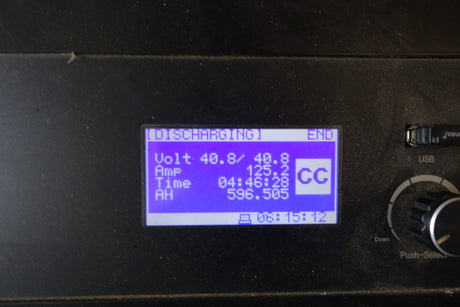 [DISCHARGING] END
Volt 40.8/ 40.8
Amp 125.2
Time 04:46:28
AH 596.505
CC
06:15:12
USB
Down
Push-Select